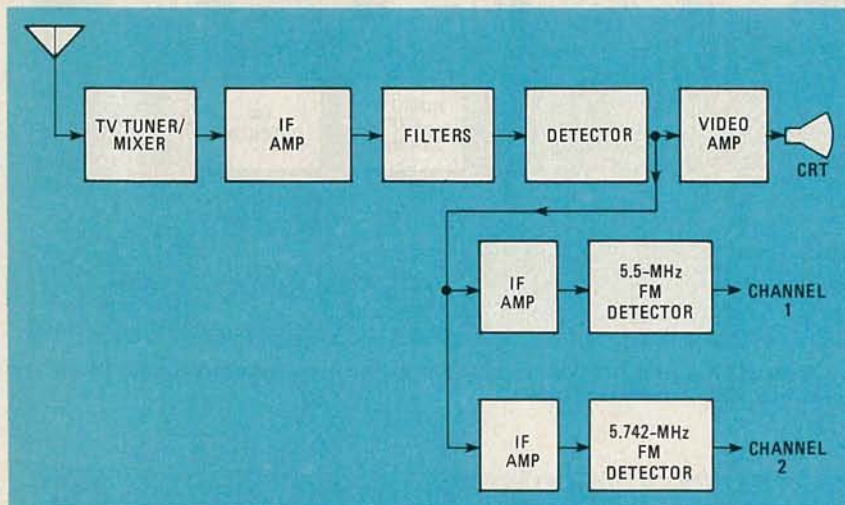 TV TUNER/
MIXER
IF
AMP
FILTERS
DETECTOR
VIDEO
AMP
CRT
IF
AMP
5.5-MHz
FM
DETECTOR
CHANNEL
1
IF
AMP
5.742-MHz
FM
DETECTOR
CHANNEL
2